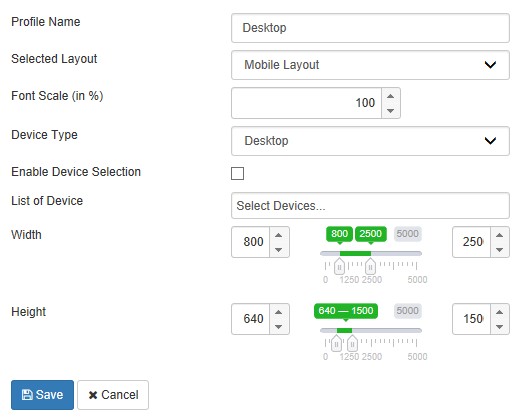 Profile Name
Desktop
Selected Layout
Mobile Layout
Font Scale (in %)
100
Device Type
Desktop
Enable Device Selection
List of Device
Select Devices...
Width
800
800 2500 5000
0 1250 2500 5000
250
Height
640
640 — 1500 5000
0 1250 2500 5000
150
Save
Cancel